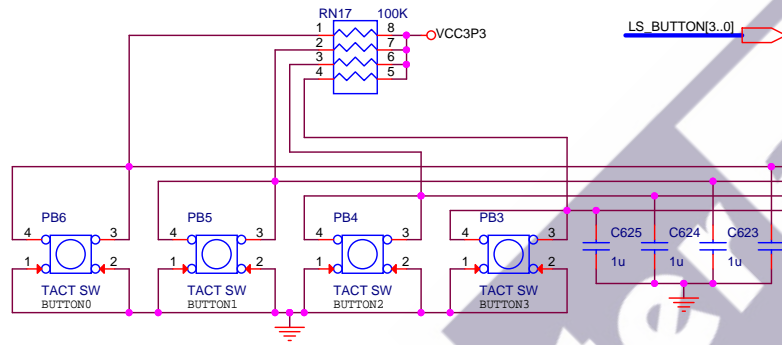 RN17 100K
1 8
2 7
3 6
4 5
VCC3P3
LS_BUTTON[3..0]
PB6 PB5 PB4 PB3
4 3 4 3 4 3 4 3
C625 C624 C623
1 2 1 2 1 2 1 2
1u 1u 1u
TACT SW TACT SW TACT SW TACT SW
BUTTON0 BUTTON1 BUTTON2 BUTTON3